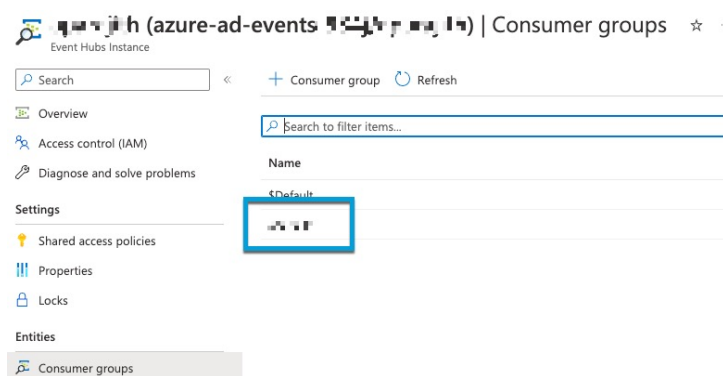 h (azure-ad-events) | Consumer groups
Event Hubs Instance
Search
«
+ Consumer group Refresh
Overview
Search to filter items...
Access control (IAM)
Name
Diagnose and solve problems
$Default
Settings
Shared access policies
Properties
Locks
Entities
Consumer groups